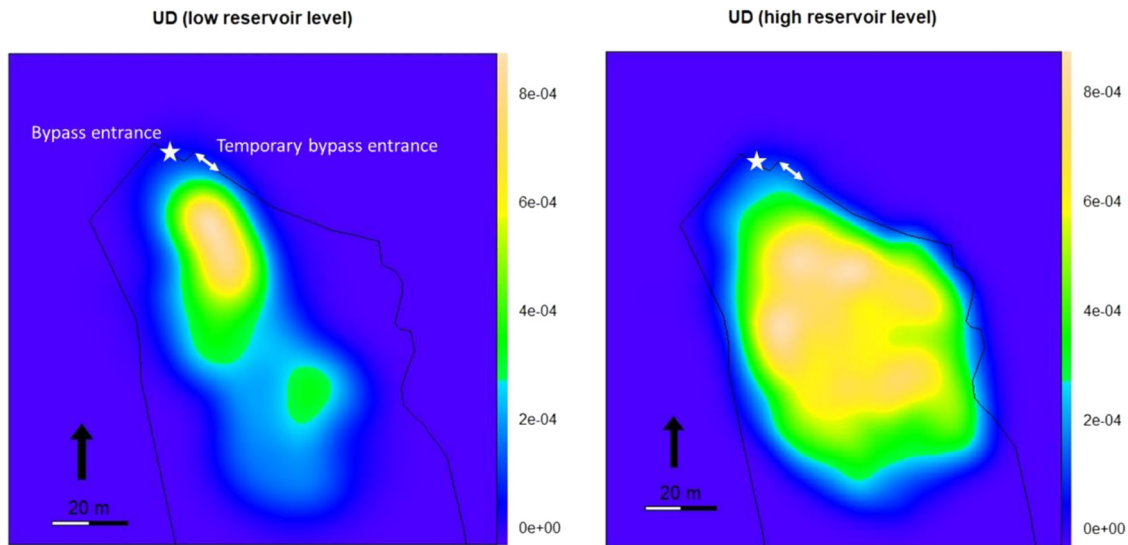 UD (low reservoir level)
Bypass entrance
Temporary bypass entrance
20 m
8e-04
6e-04
4e-04
2e-04
0e+00
UD (high reservoir level)
20 m
8e-04
6e-04
4e-04
2e-04
0e+00